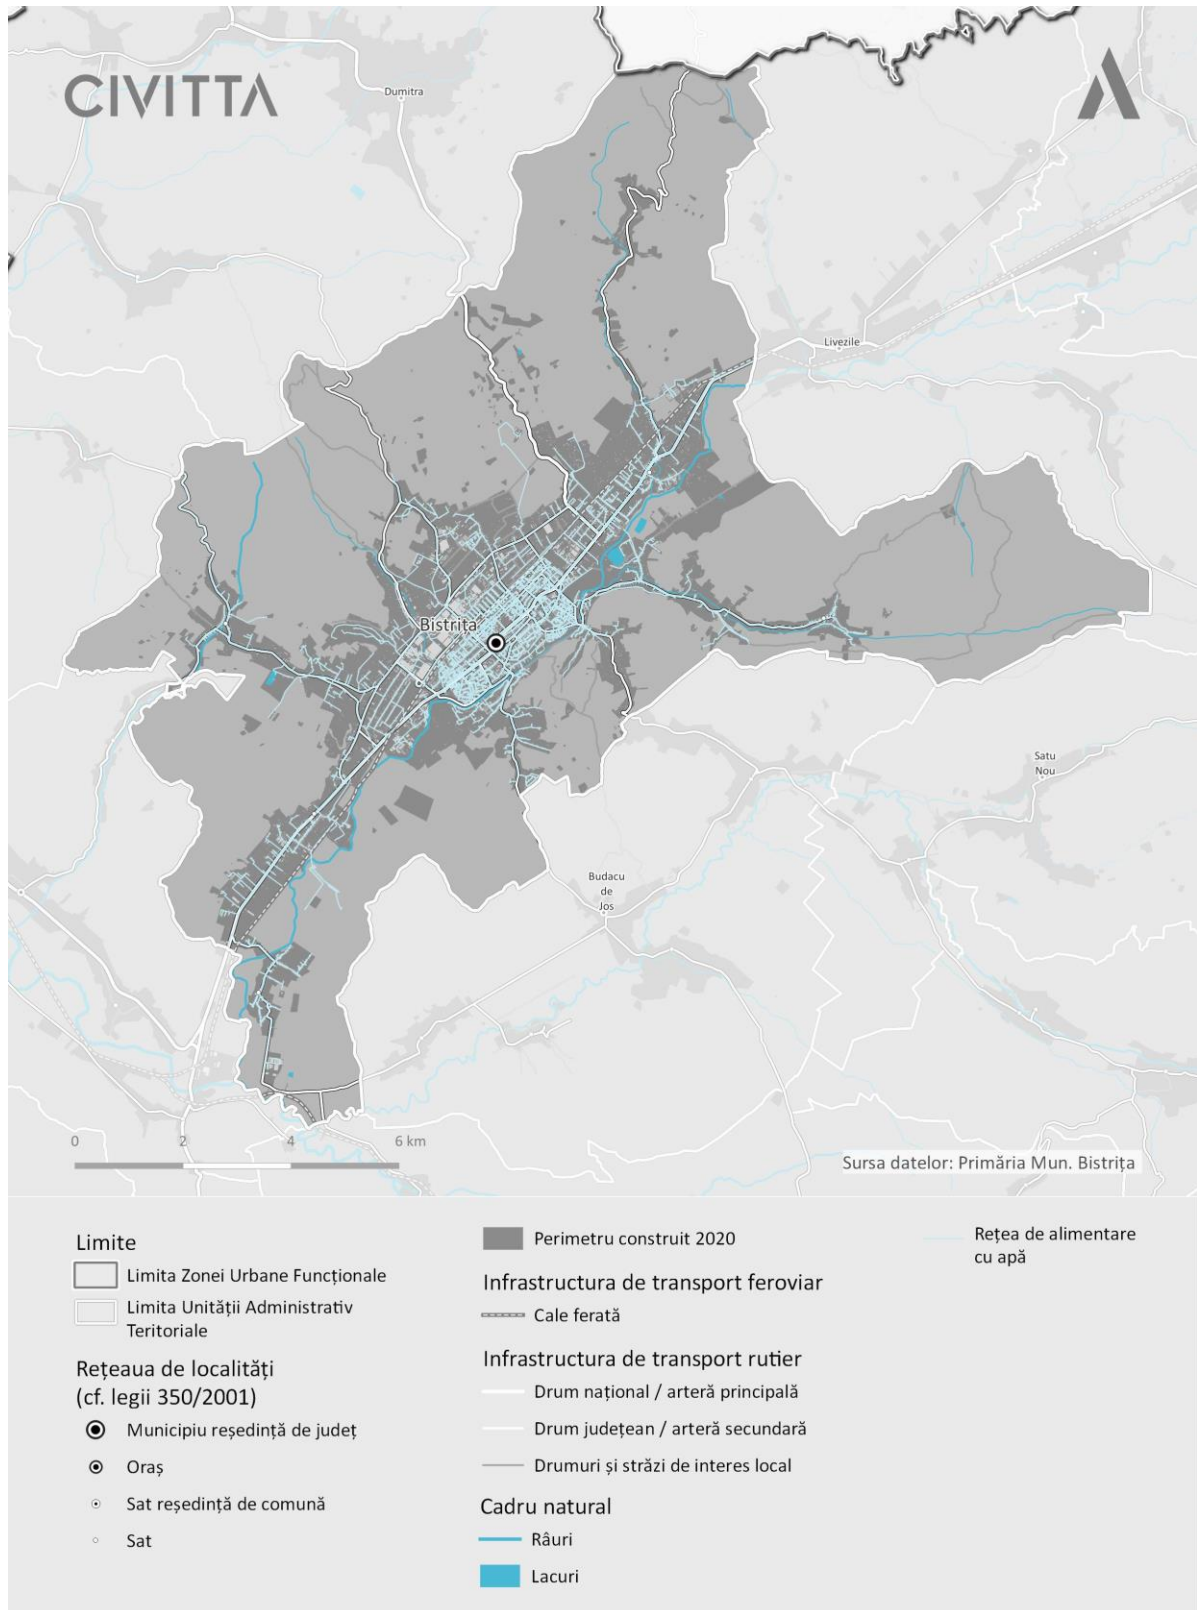 CIVITTA
Dumitra
Livezile
Bistrița
Satu
Nou
Budacu
de
Jos
0 2 4 6 km
Sursa datelor: Primăria Mun. Bistrița
Limite
Limita Zonei Urbane Funcționale
Limita Unității Administrativ
Teritoriale
Rețeaua de localități
(cf. legii 350/2001)
Municipiu reședință de județ
Oraș
Sat reședință de comună
Sat
Perimetru construit 2020
Infrastructura de transport feroviar
Cale ferată
Infrastructura de transport rutier
Drum național / arteră principală
Drum județean / arteră secundară
Drumuri și străzi de interes local
Cadru natural
Râuri
Lacuri
Rețea de alimentare
cu apă